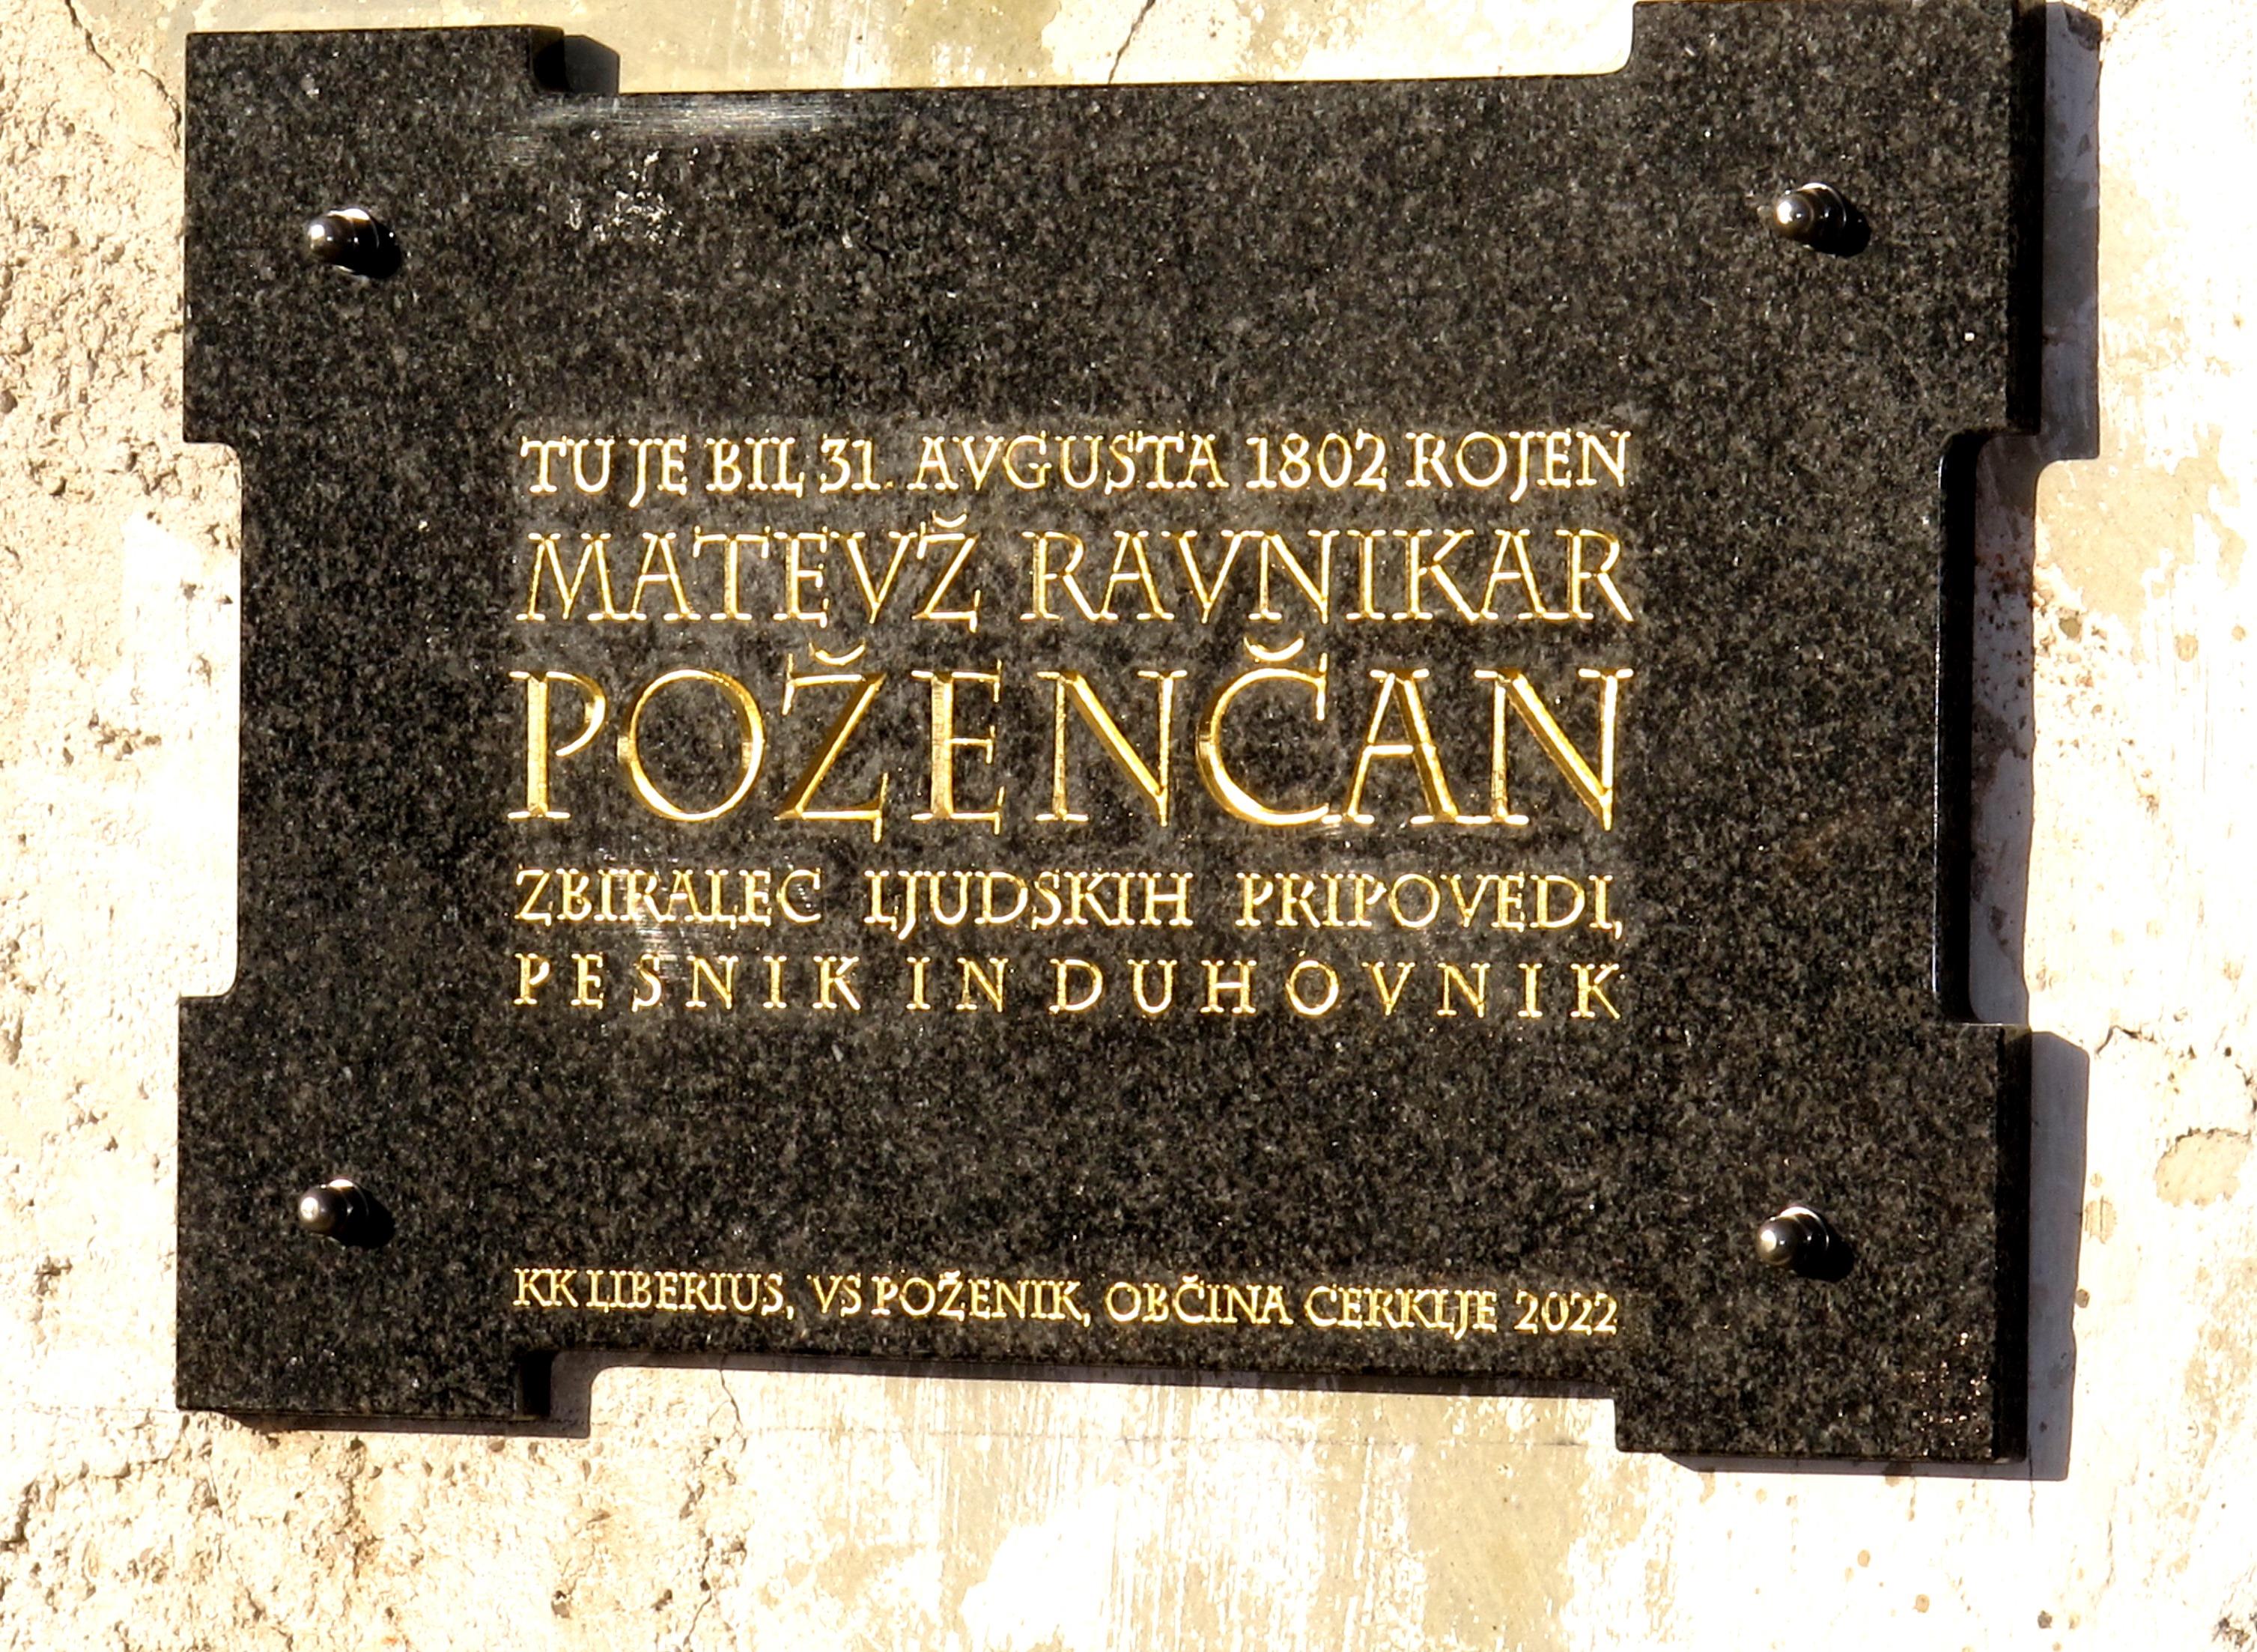 TU JE BIL 31. AVGUSTA 1802 ROJEN
MATEVŽ RAVNIKAR
POŽENČAN
ZBIRALEC LJUDSKIH PRIPOVEDI,
PESNIK IN DUHOVNIK
KK LIBERIUS, VS POŽENIK, OBČINA CERKLJE 2022